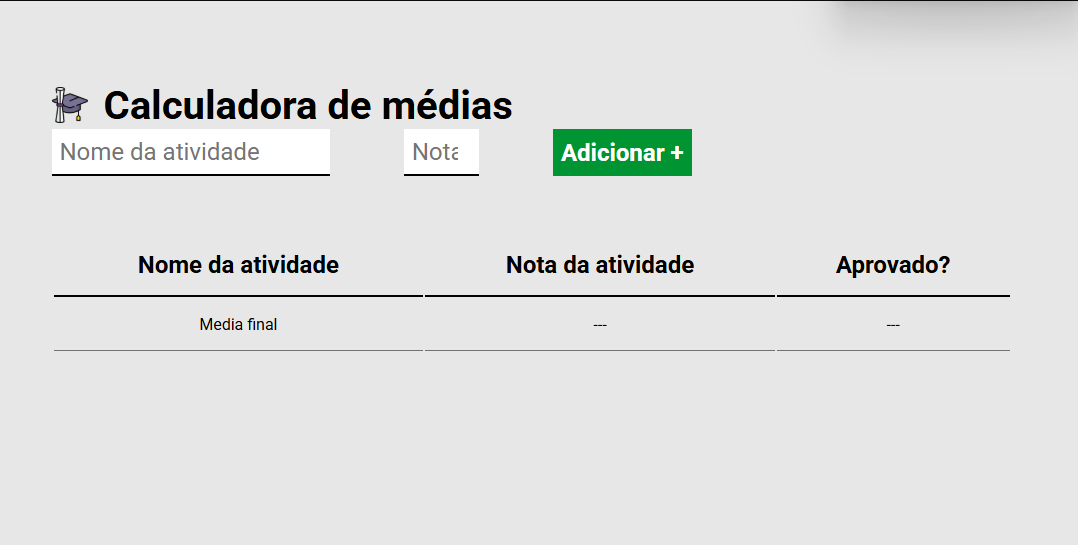 Calculadora de médias
Nome da atividade Nota Adicionar +
Nome da atividade Nota da atividade Aprovado?
Media final --- ---